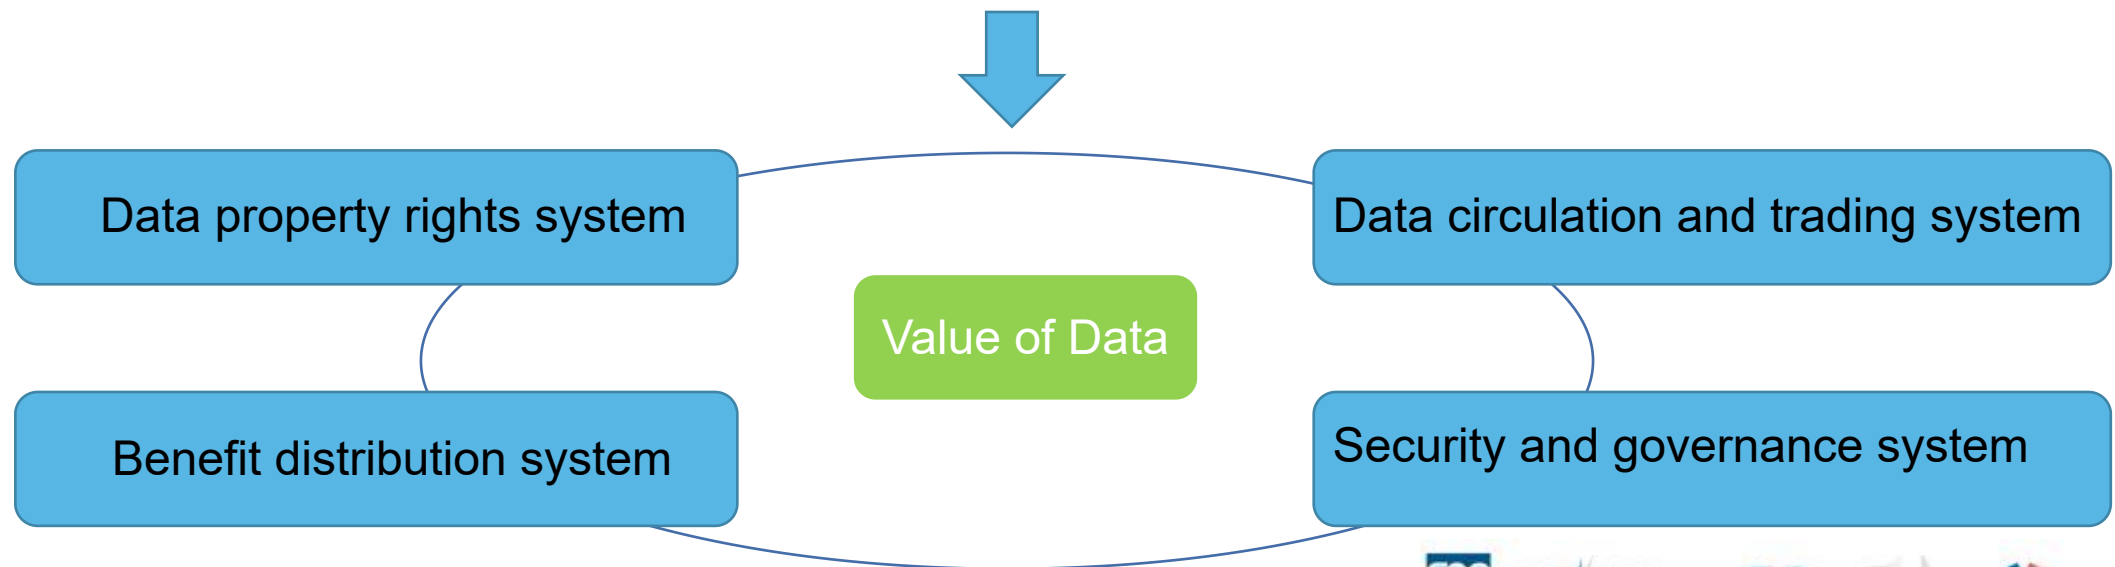 Data property rights system
Data circulation and trading system
Value of Data
Benefit distribution system
Security and governance system